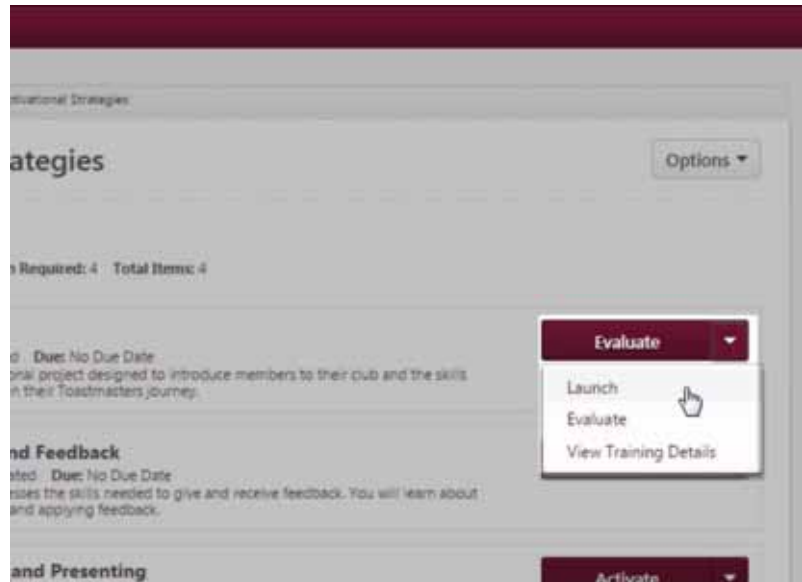 tivational Strategies
ategies
Options
n Required: 4 Total Items: 4
Evaluate
d Due: No Due Date
onal project designed to introduce members to their club and the skills
n their Toastmasters journey.
Launch
Evaluate
View Training Details
nd Feedback
ated Due: No Due Date
esses the skills needed to give and receive feedback. You will learn about
and applying feedback.
and Presenting
Activate